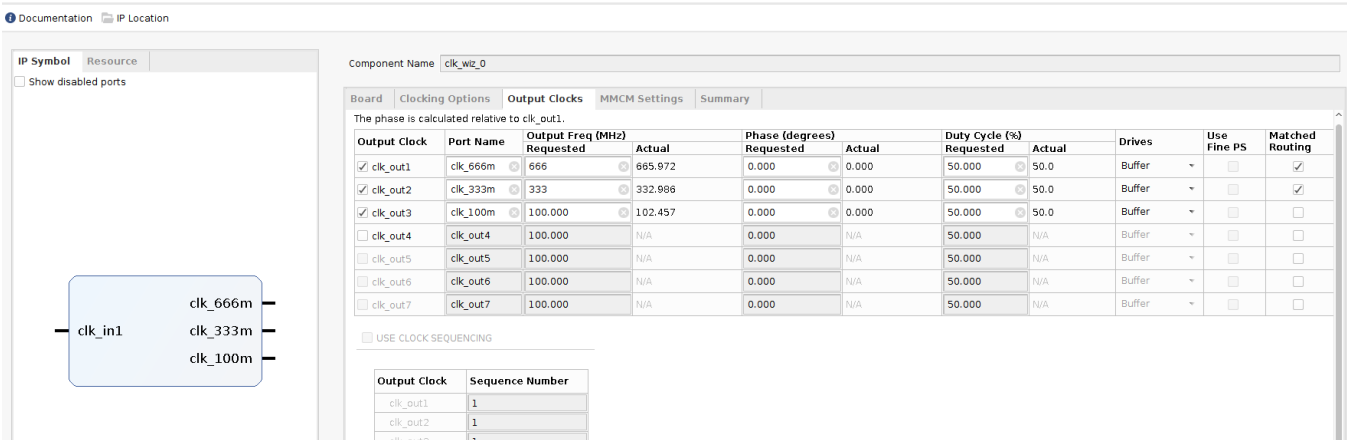 Documentation IP Location
IP Symbol Resource
Show disabled ports
clk_in1
clk_666m
clk_333m
clk_100m
Component Name clk_wiz_0
Board Clocking Options Output Clocks MMCM Settings Summary
The phase is calculated relative to clk_out1.
Output Clock Port Name Output Freq (MHz) Phase (degrees) Duty Cycle (%) Drives Use Fine PS Matched Routing
Requested Actual Requested Actual Requested Actual
clk_out1 clk_666m 666 665.972 0.000 0.000 50.000 50.0 Buffer
clk_out2 clk_333m 333 332.986 0.000 0.000 50.000 50.0 Buffer
clk_out3 clk_100m 100.000 102.457 0.000 0.000 50.000 50.0 Buffer
clk_out4 clk_out4 100.000 N/A 0.000 N/A 50.000 N/A Buffer
clk_out5 clk_out5 100.000 N/A 0.000 N/A 50.000 N/A Buffer
clk_out6 clk_out6 100.000 N/A 0.000 N/A 50.000 N/A Buffer
clk_out7 clk_out7 100.000 N/A 0.000 N/A 50.000 N/A Buffer
USE CLOCK SEQUENCING
Output Clock Sequence Number
clk_out1 1
clk_out2 1